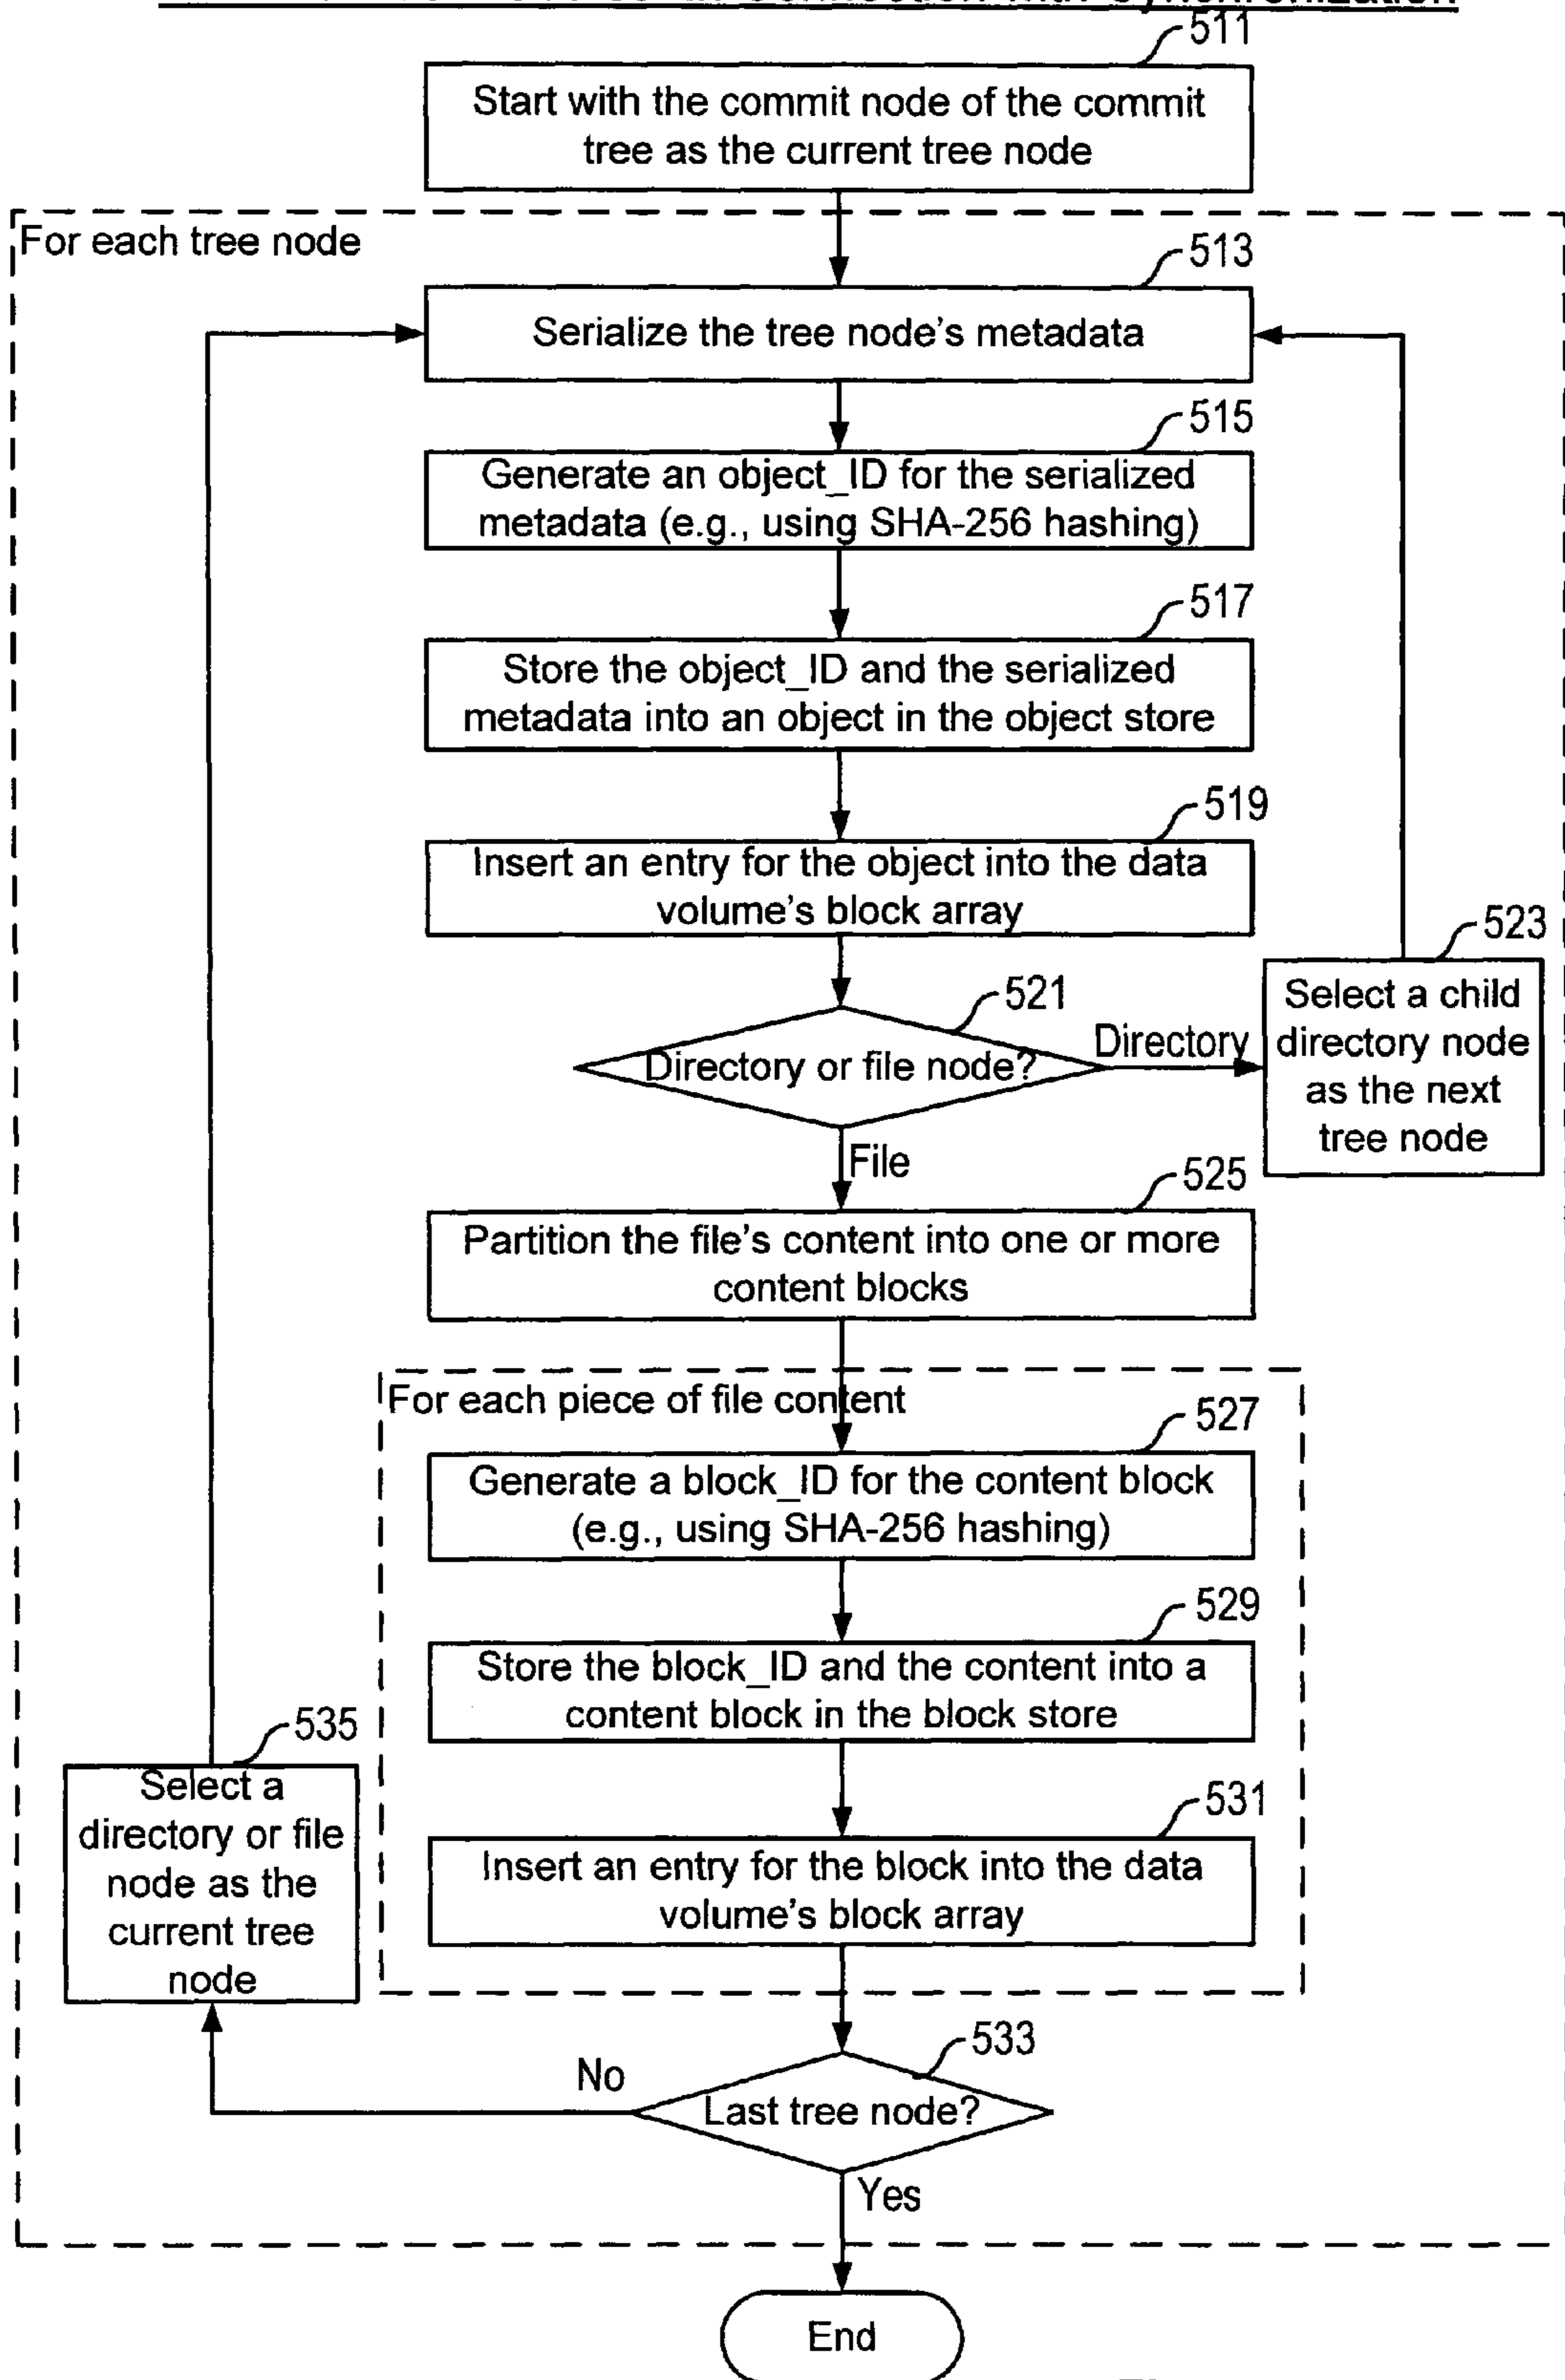 Connection with Synchronization
511
Start with the commit node of the commit
tree as the current tree node
For each tree node
513
Serialize the tree node's metadata
515
Generate an object_ID for the serialized
metadata (e.g., using SHA-256 hashing)
517
Store the object_ID and the serialized
metadata into an object in the object store
519
Insert an entry for the object into the data
volume's block array
523
Select a child
directory node
as the next
tree node
521
Directory or file node?
Directory
File
525
Partition the file's content into one or more
content blocks
For each piece of file content
527
Generate a block_ID for the content block
(e.g., using SHA-256 hashing)
529
Store the block_ID and the content into a
content block in the block store
531
Insert an entry for the block into the data
volume's block array
535
Select a
directory or file
node as the
current tree
node
533
No
Last tree node?
Yes
End